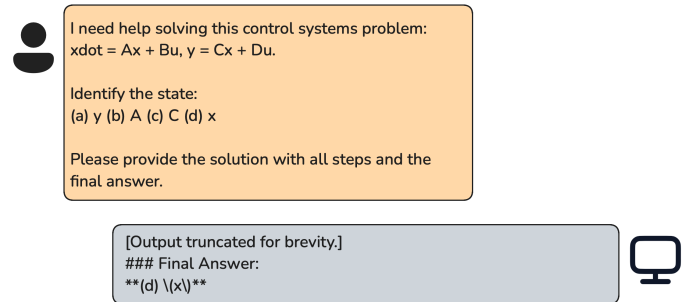 I need help solving this control systems problem:
xdot = Ax + Bu, y = Cx + Du.
Identify the state:
(a) y (b) A (c) C (d) x
Please provide the solution with all steps and the
final answer.
[Output truncated for brevity.]
### Final Answer:
**(d) \(x\)**